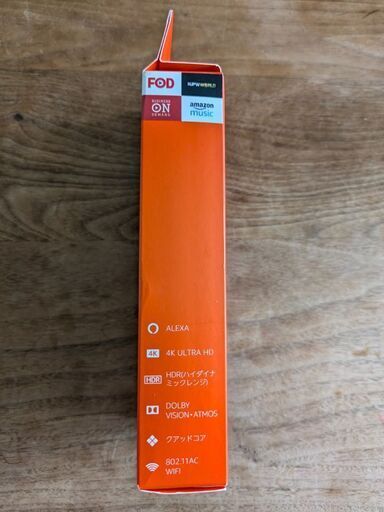 FOD
ON
DEMAND
amazon
music
ALEXA
4K
4K ULTRA HD
HDR
HDR(ハイダイナ
ミックレンジ)
DOLBY
VISION・ATMOS
クアッドコア
802.11AC
WIFI